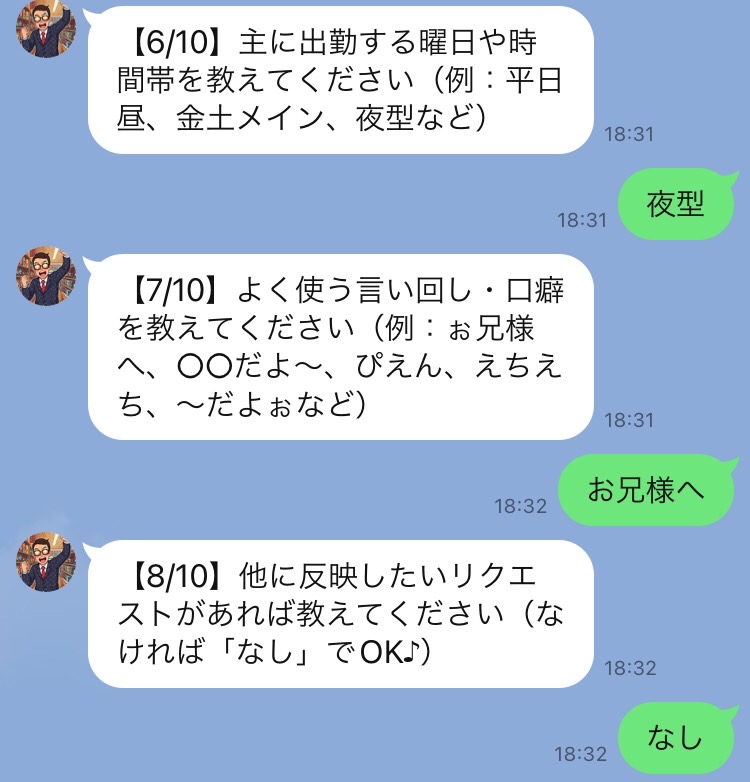 【6/10】主に出勤する曜日や時
間帯を教えてください（例：平日
昼、金土メイン、夜型など）
18:31
夜型
18:31
【7/10】よく使う言い回し・口癖
を教えてください（例：ぉ兄様
へ、〇〇だよ〜、ぴえん、えちえ
ち、〜だよぉなど）
18:31
お兄様へ
18:32
【8/10】他に反映したいリクエ
ストがあれば教えてください（な
ければ「なし」でOK♪）
18:32
なし
18:32